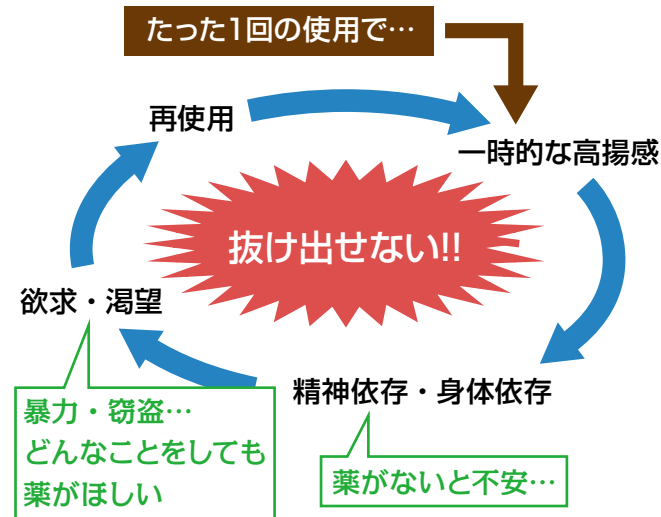 たった1回の使用で…
再使用
一時的な高揚感
抜け出せない!!
欲求・渇望
精神依存・身体依存
暴力・窃盗…
どんなことをしても
薬がほしい
薬がないと不安…